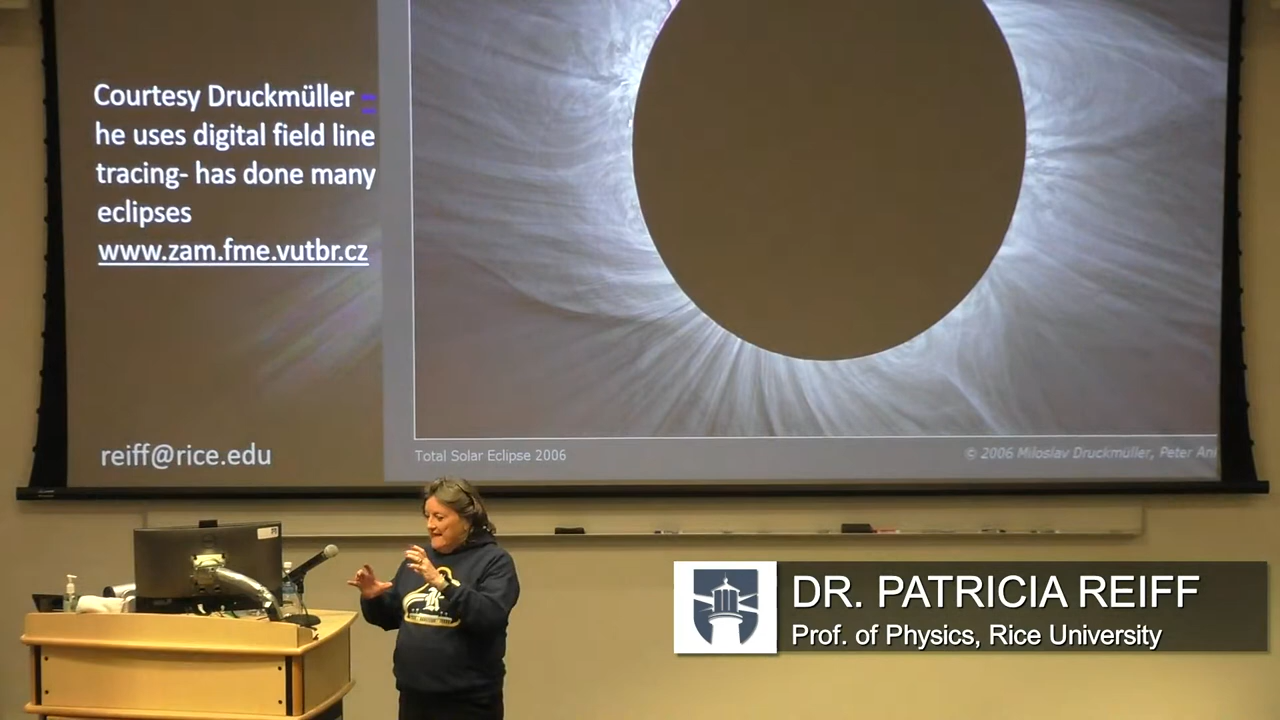 Courtesy Druckmüller –
he uses digital field line
tracing- has done many
eclipses
www.zam.fme.vutbr.cz
reiff@rice.edu
Total Solar Eclipse 2006
© 2006 Miloslav Druckmüller, Peter
DR. PATRICIA REIFF
Prof. of Physics, Rice University